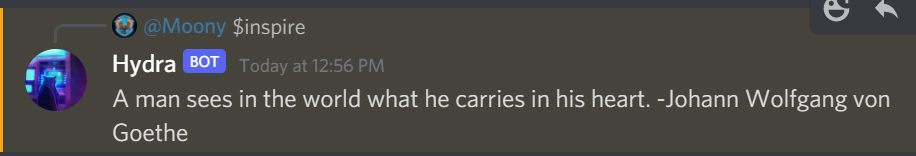 @Moony $inspire
Hydra BOT Today at 12:56 PM
A man sees in the world what he carries in his heart. -Johann Wolfgang von
Goethe